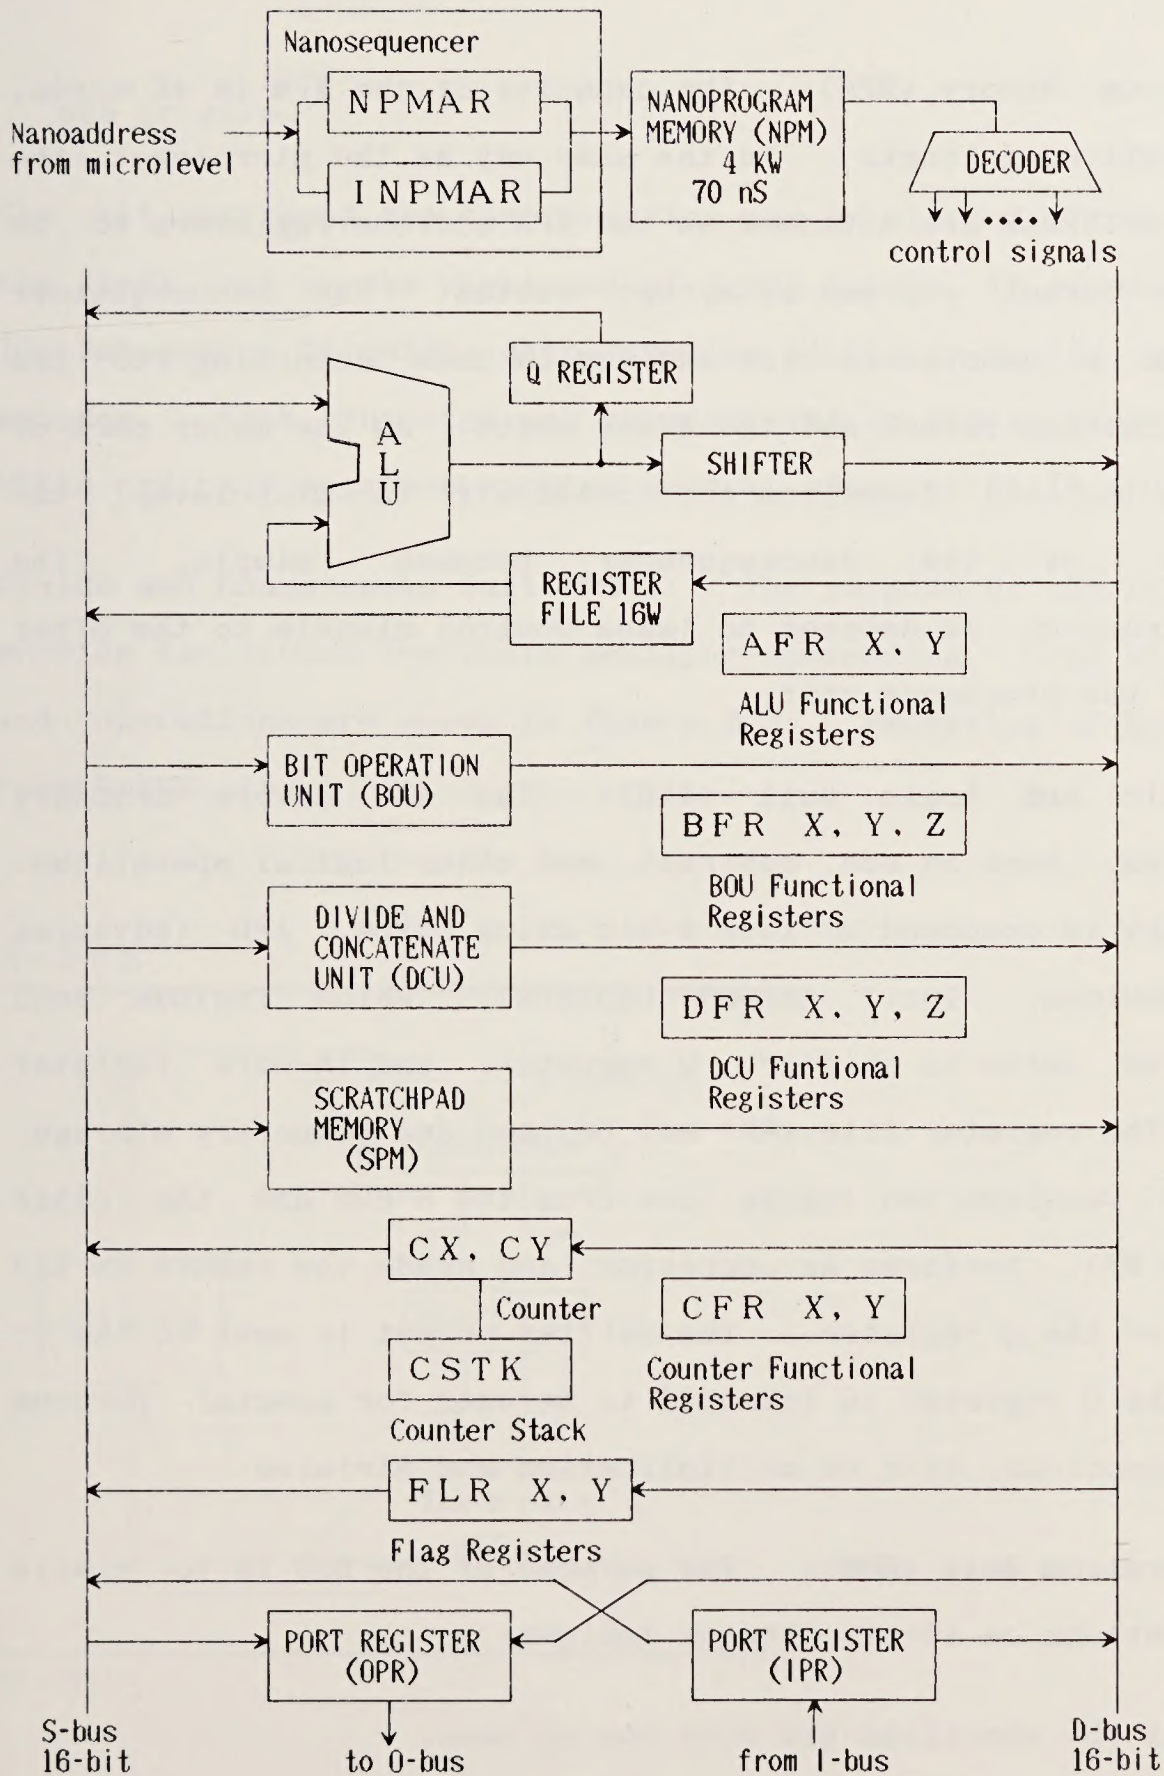 Nanosequencer
NPMAR
INPMAR
Nanoaddress
from microlevel
NANOPROGRAM
MEMORY (NPM)
4 KW
70 nS
DECODER
control signals
Q REGISTER
ALU
SHIFTER
REGISTER
FILE 16W
AFR X, Y
ALU Functional
Registers
BIT OPERATION
UNIT (BOU)
BFR X, Y, Z
BOU Functional
Registers
DIVIDE AND
CONCATENATE
UNIT (DCU)
DFR X, Y, Z
DCU Funtional
Registers
SCRATCHPAD
MEMORY
(SPM)
CX, CY
Counter
CFR X, Y
Counter Functional
Registers
CSTK
Counter Stack
FLR X, Y
Flag Registers
PORT REGISTER
(OPR)
PORT REGISTER
(IPR)
S-bus
16-bit
to O-bus
from I-bus
D-bus
16-bit